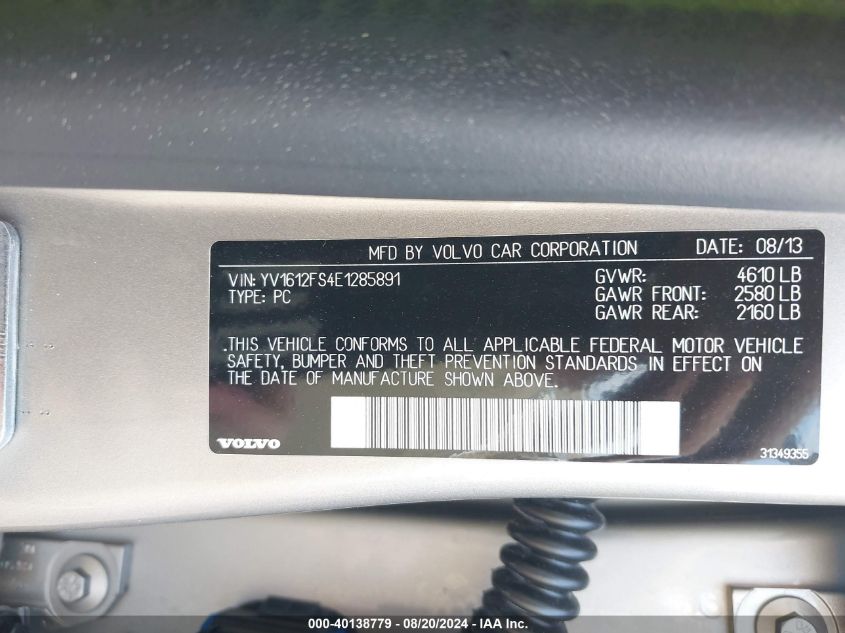 MFD BY VOLVO CAR CORPORATION DATE: 08/13
VIN: YV1612FS4E1285891 GVWR: 4610 LB
TYPE: PC GAWR FRONT: 2580 LB
GAWR REAR: 2160 LB
.THIS VEHICLE CONFORMS TO ALL APPLICABLE FEDERAL MOTOR VEHICLE
SAFETY, BUMPER AND THEFT PREVENTION STANDARDS IN EFFECT ON
THE DATE OF MANUFACTURE SHOWN ABOVE.
VOLVO 31349355
000-40138779 - 08/20/2024 - IAA Inc.